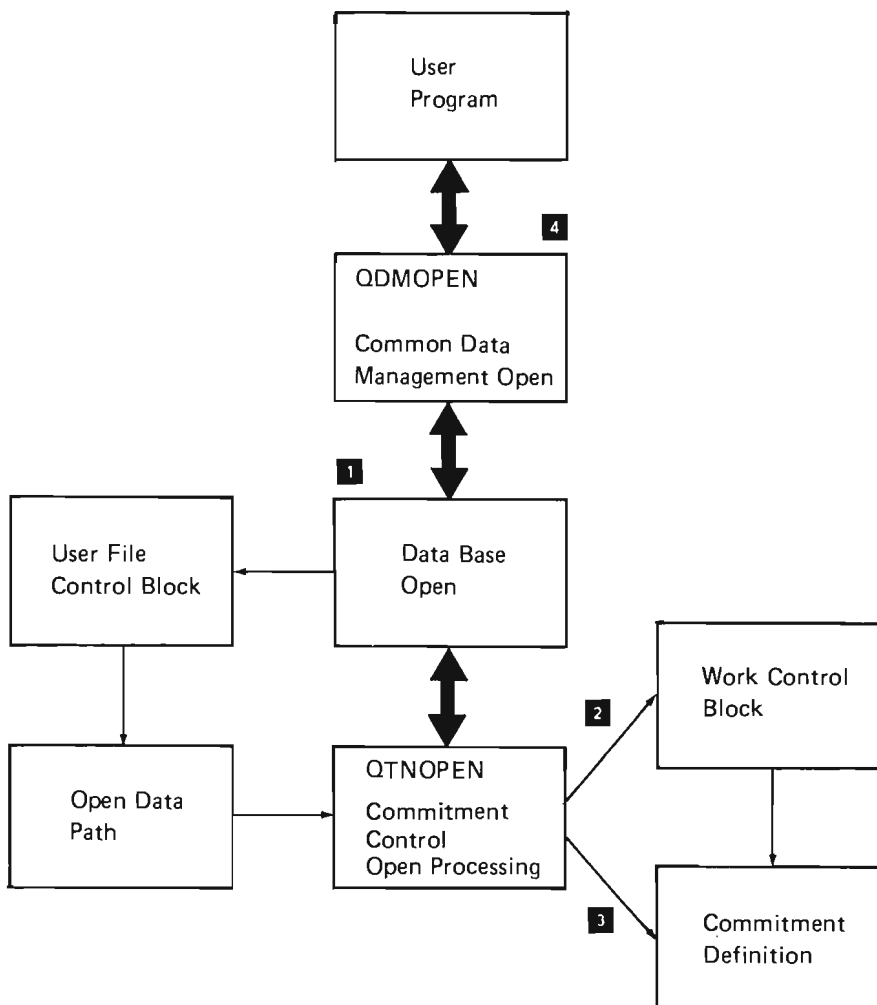 User
Program
4
QDMOPEN
Common Data
Management Open
1
User File
Control Block
Data Base
Open
Work Control
Block
2
Open Data
Path
QTNOPEN
Commitment
Control
Open Processing
3
Commitment
Definition